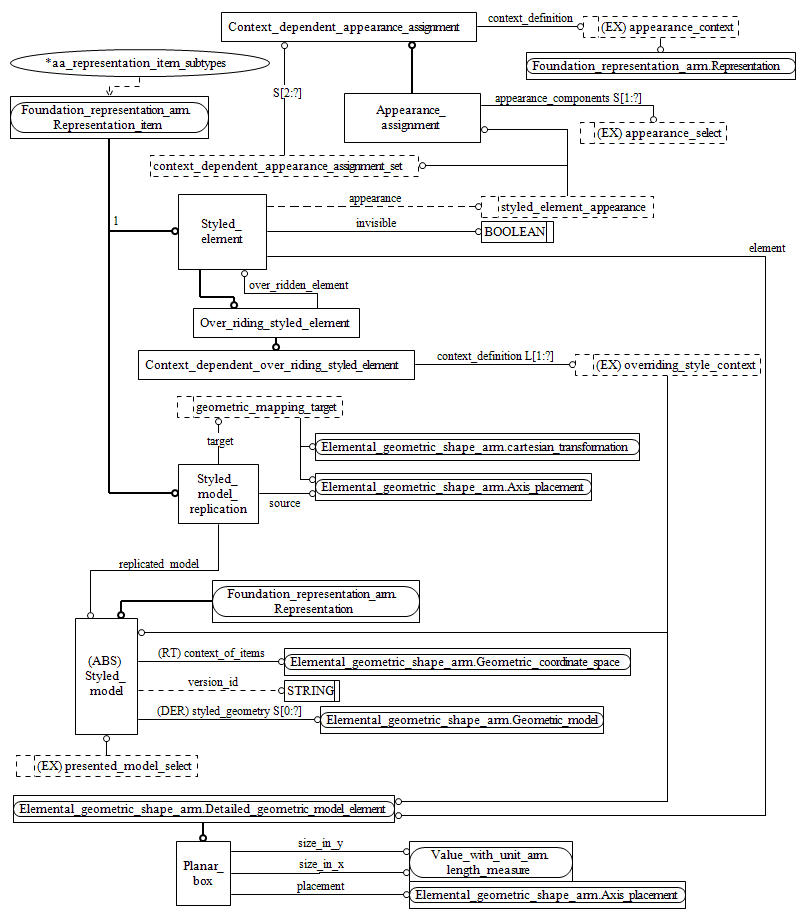 Context_dependent_appearance_assignment
context_definition
(EX) appearance_context
*aa_representation_item_subtypes
Foundation_representation_arm.Representation
S[2:?]
Foundation_representation_arm.
Representation_item
Appearance_
assignment
appearance_components S[1:?]
(EX) appearance_select
context_dependent_appearance_assignment_set
appearance
styled_element_appearance
1
Styled_
element
invisible
BOOLEAN
element
over_ridden_element
Over_riding_styled_element
Context_dependent_over_riding_styled_element
context_definition L[1:?]
(EX) overriding_style_context
geometric_mapping_target
target
Elemental_geometric_shape_arm.cartesian_transformation
Styled_
model_
replication
source
Elemental_geometric_shape_arm.Axis_placement
replicated_model
Foundation_representation_arm.
Representation
(ABS)
Styled_
model
(RT) context_of_items
Elemental_geometric_shape_arm.Geometric_coordinate_space
version_id
STRING
(DER) styled_geometry S[0:?]
Elemental_geometric_shape_arm.Geometric_model
(EX) presented_model_select
Elemental_geometric_shape_arm.Detailed_geometric_model_element
Planar_
box
size_in_y
size_in_x
Value_with_unit_arm.
length_measure
placement
Elemental_geometric_shape_arm.Axis_placement